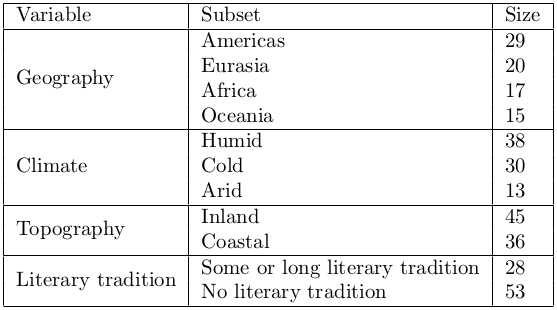 Variable Subset Size
Geography Americas 29
Eurasia 20
Africa 17
Oceania 15
Climate Humid 38
Cold 30
Arid 13
Topography Inland 45
Coastal 36
Literary tradition Some or long literary tradition 28
No literary tradition 53